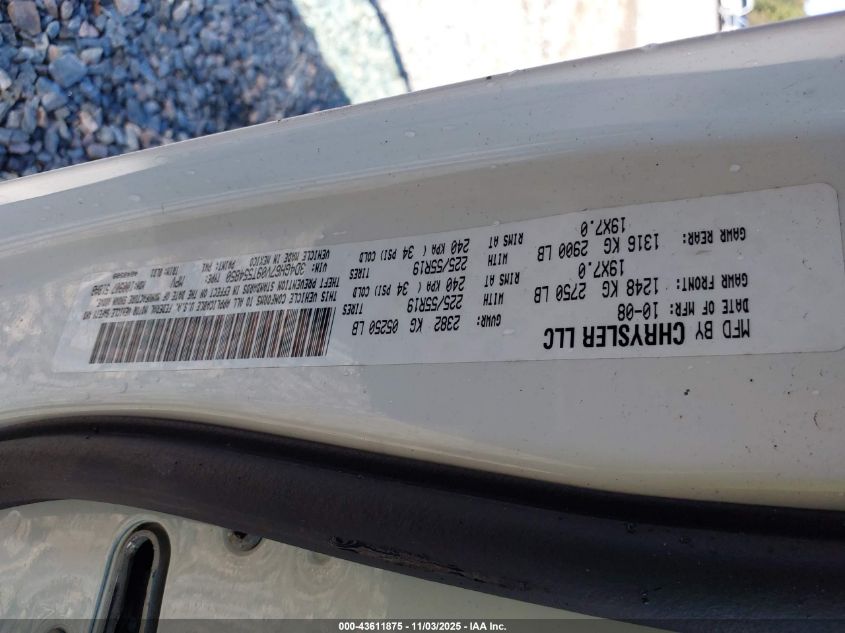 MFD BY CHRYSLER LLC
DATE OF MFR: 10-08 GVWR: 2382 KG 05250 LB
GAWR FRONT: 1248 KG 2750 LB WITH 225/55R19 TIRES
19X7.0 RIMS AT 240 KPA ( 34 PSI) COLD
GAWR REAR: 1316 KG 2900 LB WITH 225/55R19 TIRES
19X7.0 RIMS AT 240 KPA ( 34 PSI) COLD
THIS VEHICLE CONFORMS TO ALL APPLICABLE U.S.A. FEDERAL MOTOR VEHICLE SAFETY AND
THEFT PREVENTION STANDARDS IN EFFECT ON THE DATE OF MANUFACTURE SHOWN ABOVE
VIN: TYPE: MPV
VEHICLE MADE IN MEXICO PAINT: TRIM:
000-43611875 - 11/03/2025 - IAA Inc.